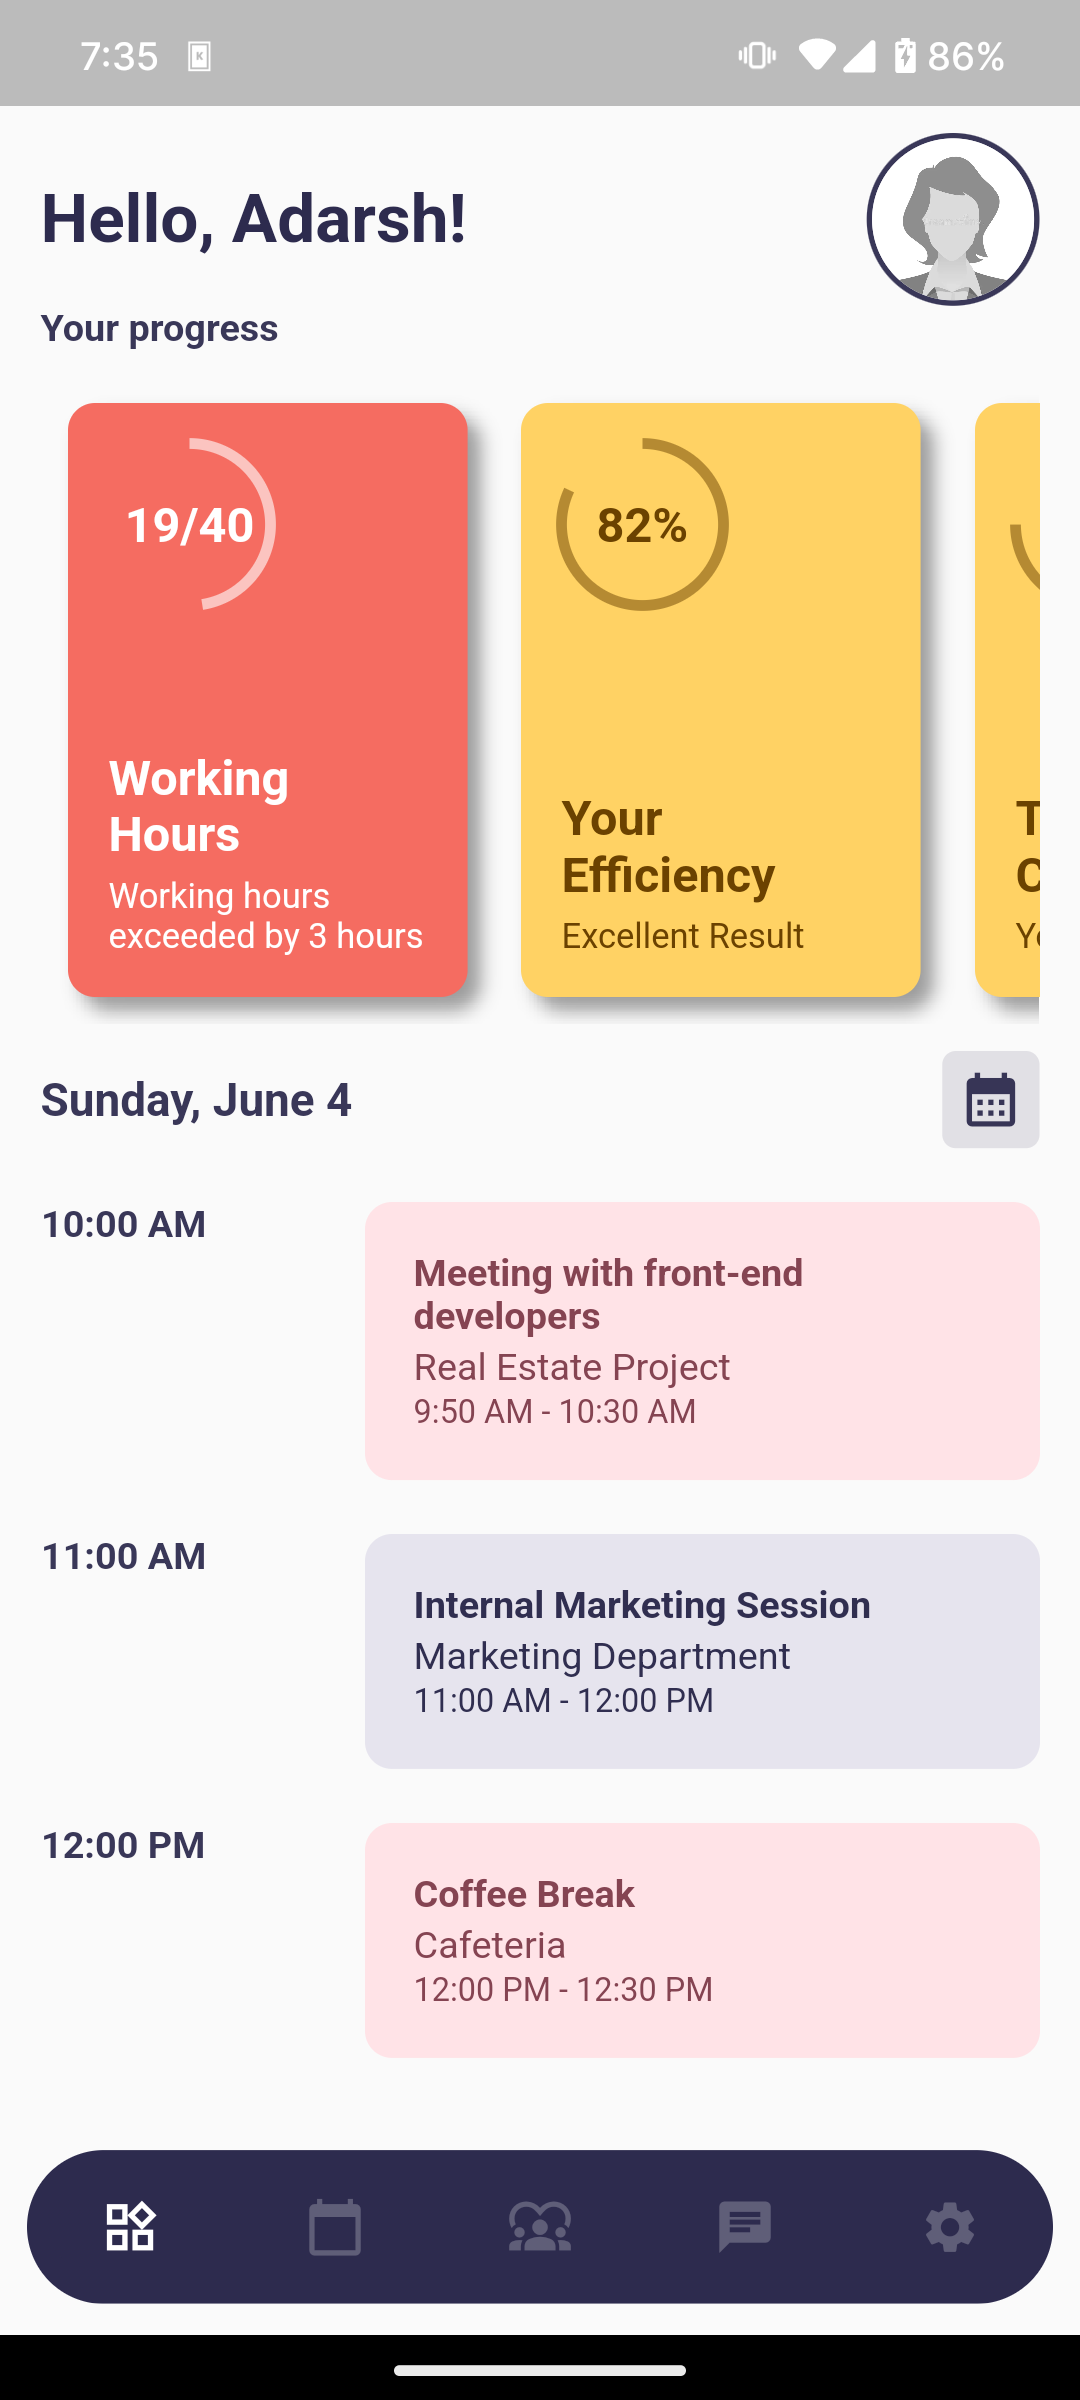 7:35
86%
Hello, Adarsh!
Your progress
19/40
Working
Hours
Working hours
exceeded by 3 hours
82%
Your
Efficiency
Excellent Result
T
C
Sunday, June 4
10:00 AM
Meeting with front-end
developers
Real Estate Project
9:50 AM - 10:30 AM
11:00 AM
Internal Marketing Session
Marketing Department
11:00 AM - 12:00 PM
12:00 PM
Coffee Break
Cafeteria
12:00 PM - 12:30 PM